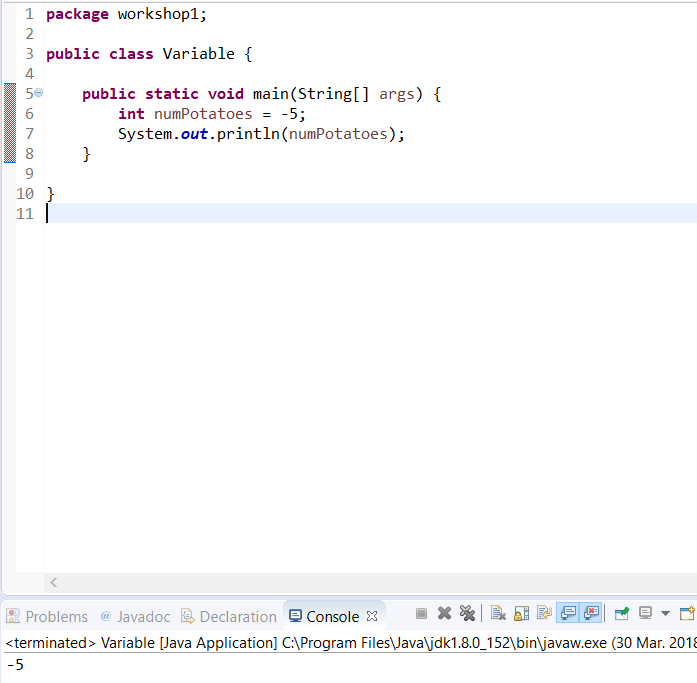 1 package workshop1;
2
3 public class Variable {
4
5 public static void main(String[] args) {
6 int numPotatoes = -5;
7 System.out.println(numPotatoes);
8 }
9
10 }
11
Problems @ Javadoc Declaration Console
<terminated> Variable [Java Application] C:\Program Files\Java\jdk1.8.0_152\bin\javaw.exe (30 Mar. 2018
-5